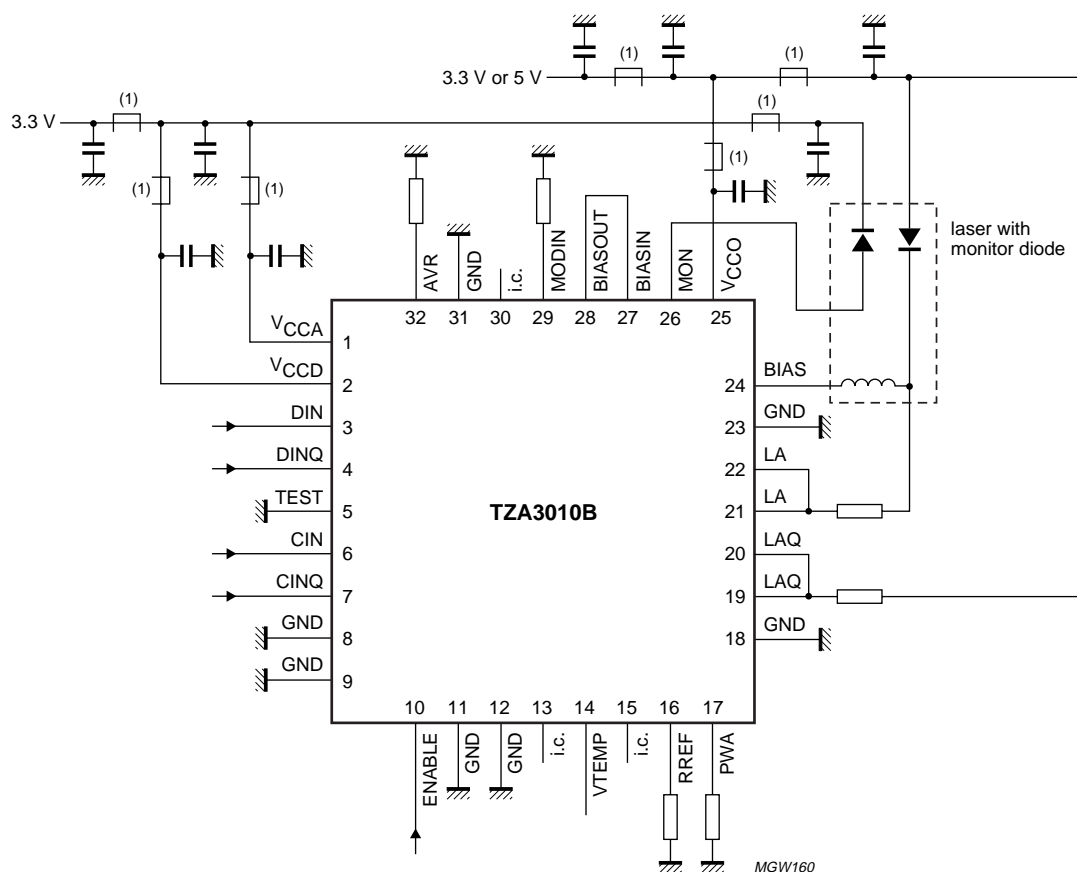 3.3 V or 5 V
(1)
(1)
3.3 V
(1)
(1)
(1)
(1)
(1)
laser with
monitor diode
AVR
GND
i.c.
MODIN
BIASOUT
BIASIN
MON
VCCO
32
31
30
29
28
27
26
25
VCCA
1
VCCD
2
DIN
3
DINQ
4
TEST
5
CIN
6
CINQ
7
GND
8
GND
9
TZA3010B
24
BIAS
23
GND
22
LA
21
LA
20
LAQ
19
LAQ
18
GND
10
11
12
13
14
15
16
17
ENABLE
GND
GND
i.c.
VTEMP
i.c.
RREF
PWA
MGW160